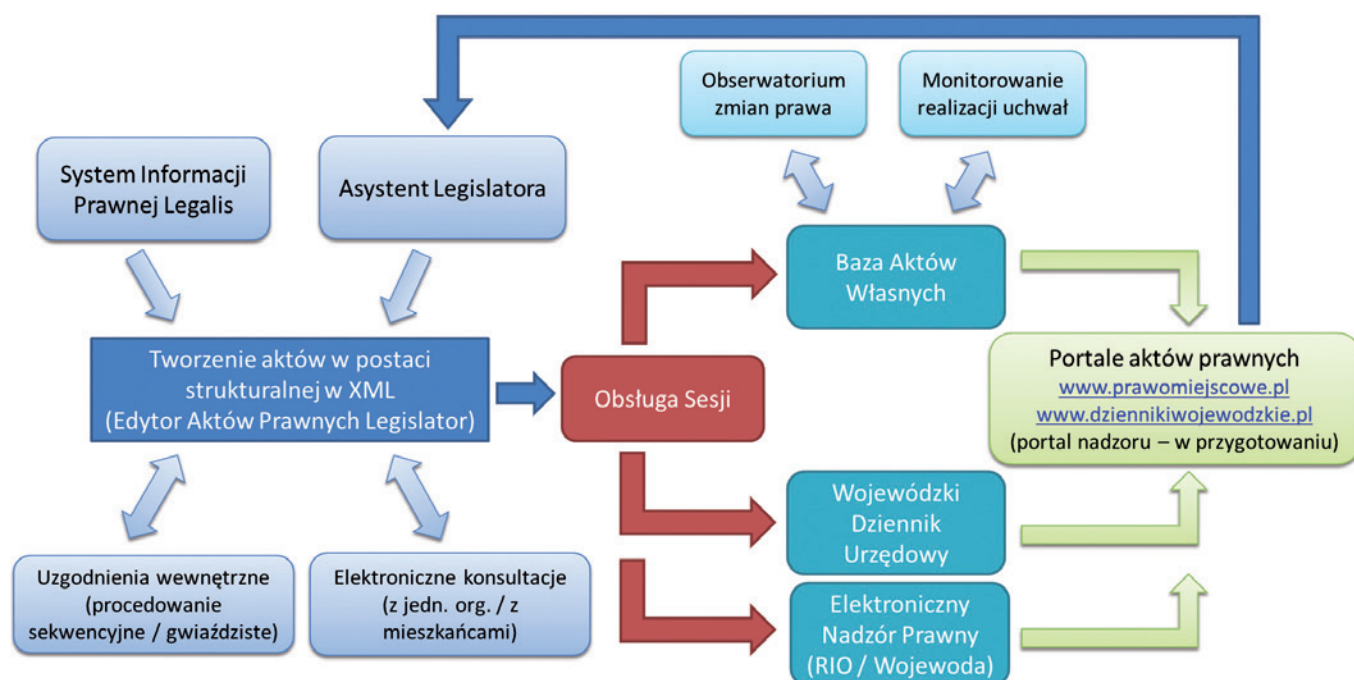 Obserwatorium
zmian prawa
Monitorowanie
realizacji uchwał
System Informacji
Prawnej Legalis
Asystent Legislatora
Baza Aktów
Własnych
Tworzenie aktów w postaci
strukturalnej w XML
(Edytor Aktów Prawnych Legislator)
Obsługa Sesji
Portale aktów prawnych
www.prawomiejscowe.pl
www.dziennikiwojewodzkie.pl
(portal nadzoru – w przygotowaniu)
Wojewódzki
Dziennik
Urzędowy
Uzgodnienia wewnętrzne
(procedowanie
sekwencyjne / gwiaździste)
Elektroniczne konsultacje
(z jedn. org. / z
mieszkańcami)
Elektroniczny
Nadzór Prawny
(RIO / Wojewoda)